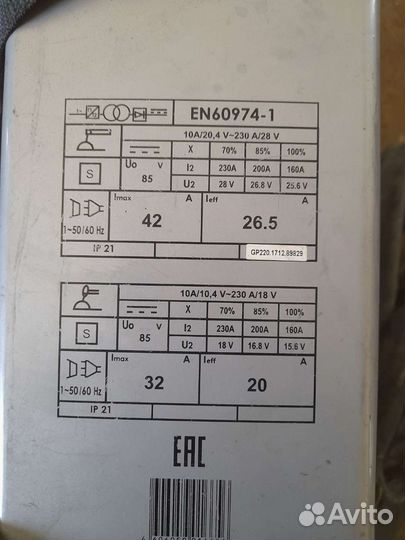 EN60974-1
10A/20,4 V~230 A/28 V
X 70% 85% 100%
S Uo V 85 I2 230A 200A 160A
U2 28 V 26.8 V 25.6 V
1~50/60 Hz Imax A 42 Ieff A 26.5
IP 21 GP220.1712.89829
10A/10,4 V~230 A/18 V
X 70% 85% 100%
S Uo V 85 I2 230A 200A 160A
U2 18 V 16.8 V 15.6 V
1~50/60 Hz Imax A 32 Ieff A 20
IP 21
EAC
Avito